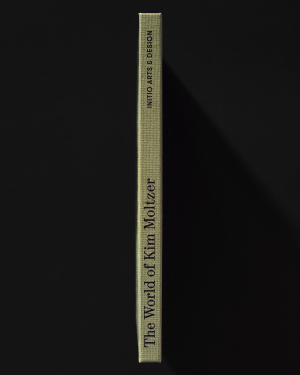 The World of Kim Moltzer
INITIO ARTS & DESIGN